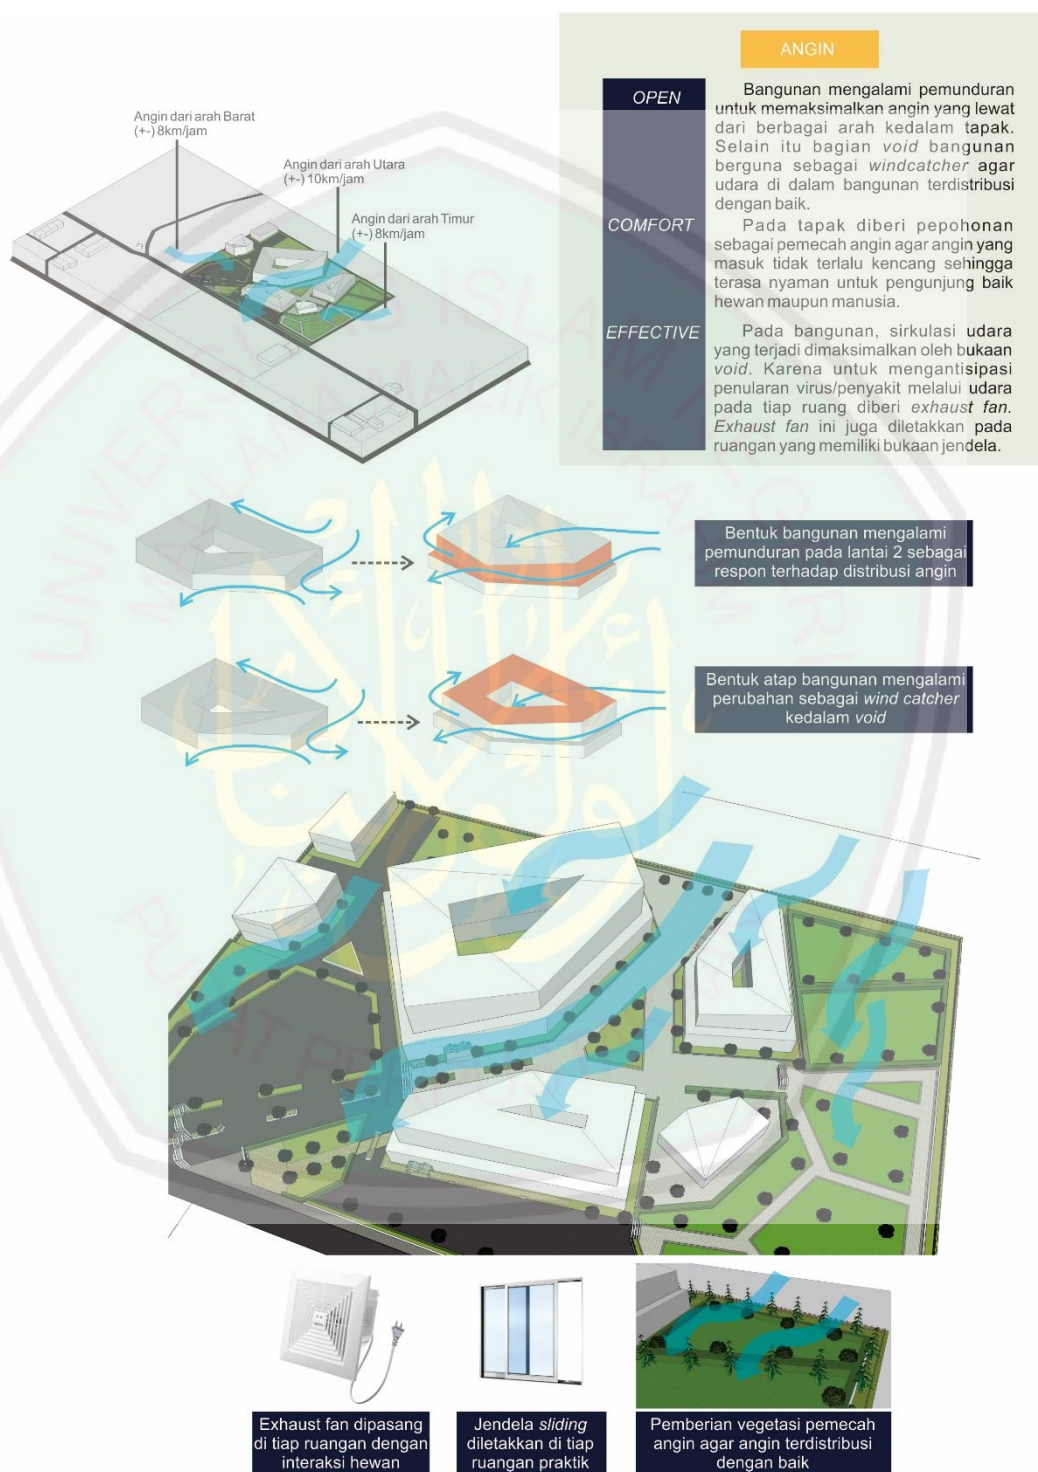 ANGIN
OPEN
Bangunan mengalami pemunduran
untuk memaksimalkan angin yang lewat
dari berbagai arah kedalam tapak.
Selain itu bagian void bangunan
berguna sebagai windcatcher agar
udara di dalam bangunan terdistribusi
dengan baik.
COMFORT
Pada tapak diberi pepohonan
sebagai pemecah angin agar angin yang
masuk tidak terlalu kencang sehingga
terasa nyaman untuk pengunjung baik
hewan maupun manusia.
EFFECTIVE
Pada bangunan, sirkulasi udara
yang terjadi dimaksimalkan oleh bukaan
void. Karena untuk mengantisipasi
penularan virus/penyakit melalui udara
pada tiap ruang diberi exhaust fan.
Exhaust fan ini juga diletakkan pada
ruangan yang memiliki bukaan jendela.
Angin dari arah Barat
(+-) 8km/jam
Angin dari arah Utara
(+-) 10km/jam
Angin dari arah Timur
(+-) 8km/jam
Bentuk bangunan mengalami
pemunduran pada lantai 2 sebagai
respon terhadap distribusi angin
Bentuk atap bangunan mengalami
perubahan sebagai wind catcher
kedalam void
Exhaust fan dipasang
di tiap ruangan dengan
interaksi hewan
Jendela sliding
diletakkan di tiap
ruangan praktik
Pemberian vegetasi pemecah
angin agar angin terdistribusi
dengan baik